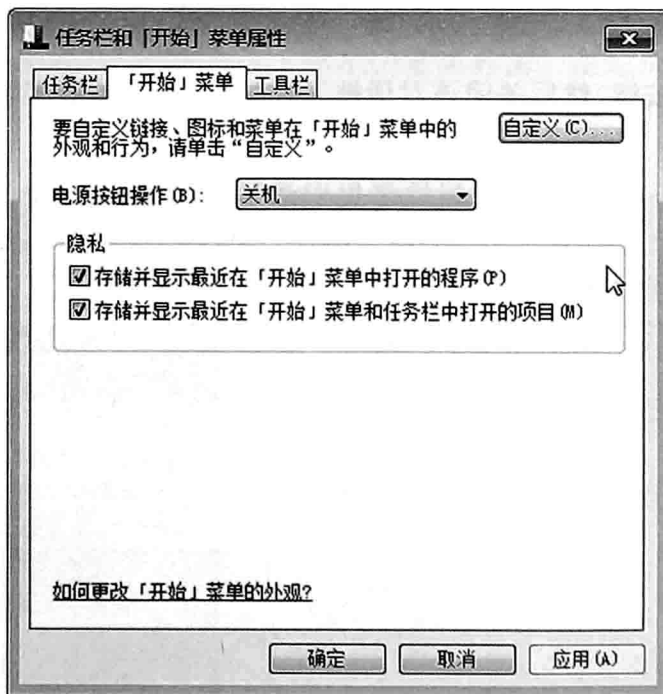 任务栏和「开始」菜单属性
任务栏 「开始」菜单 工具栏
要自定义链接、图标和菜单在「开始」菜单中的
外观和行为，请单击“自定义”。
自定义(C)...
电源按钮操作(B)：
关机
隐私
存储并显示最近在「开始」菜单中打开的程序(P)
存储并显示最近在「开始」菜单和任务栏中打开的项目(M)
如何更改「开始」菜单的外观?
确定 取消 应用(A)